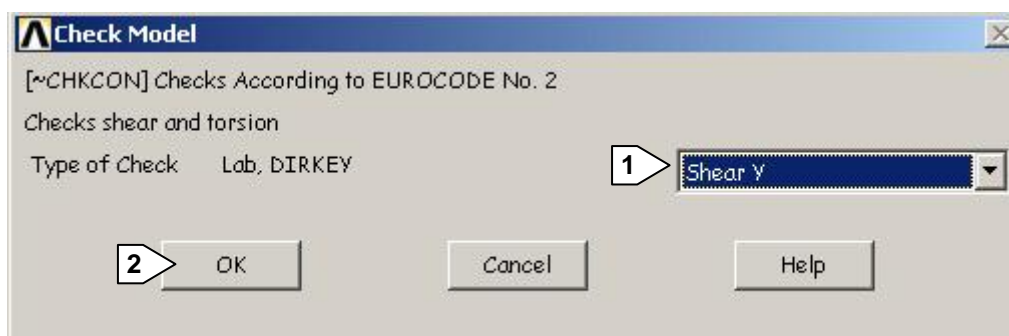 Check Model
[~CHKCON] Checks According to EUROCODE No. 2
Checks shear and torsion
Type of Check Lab, DIRKEY 1 Shear Y
2 OK Cancel Help